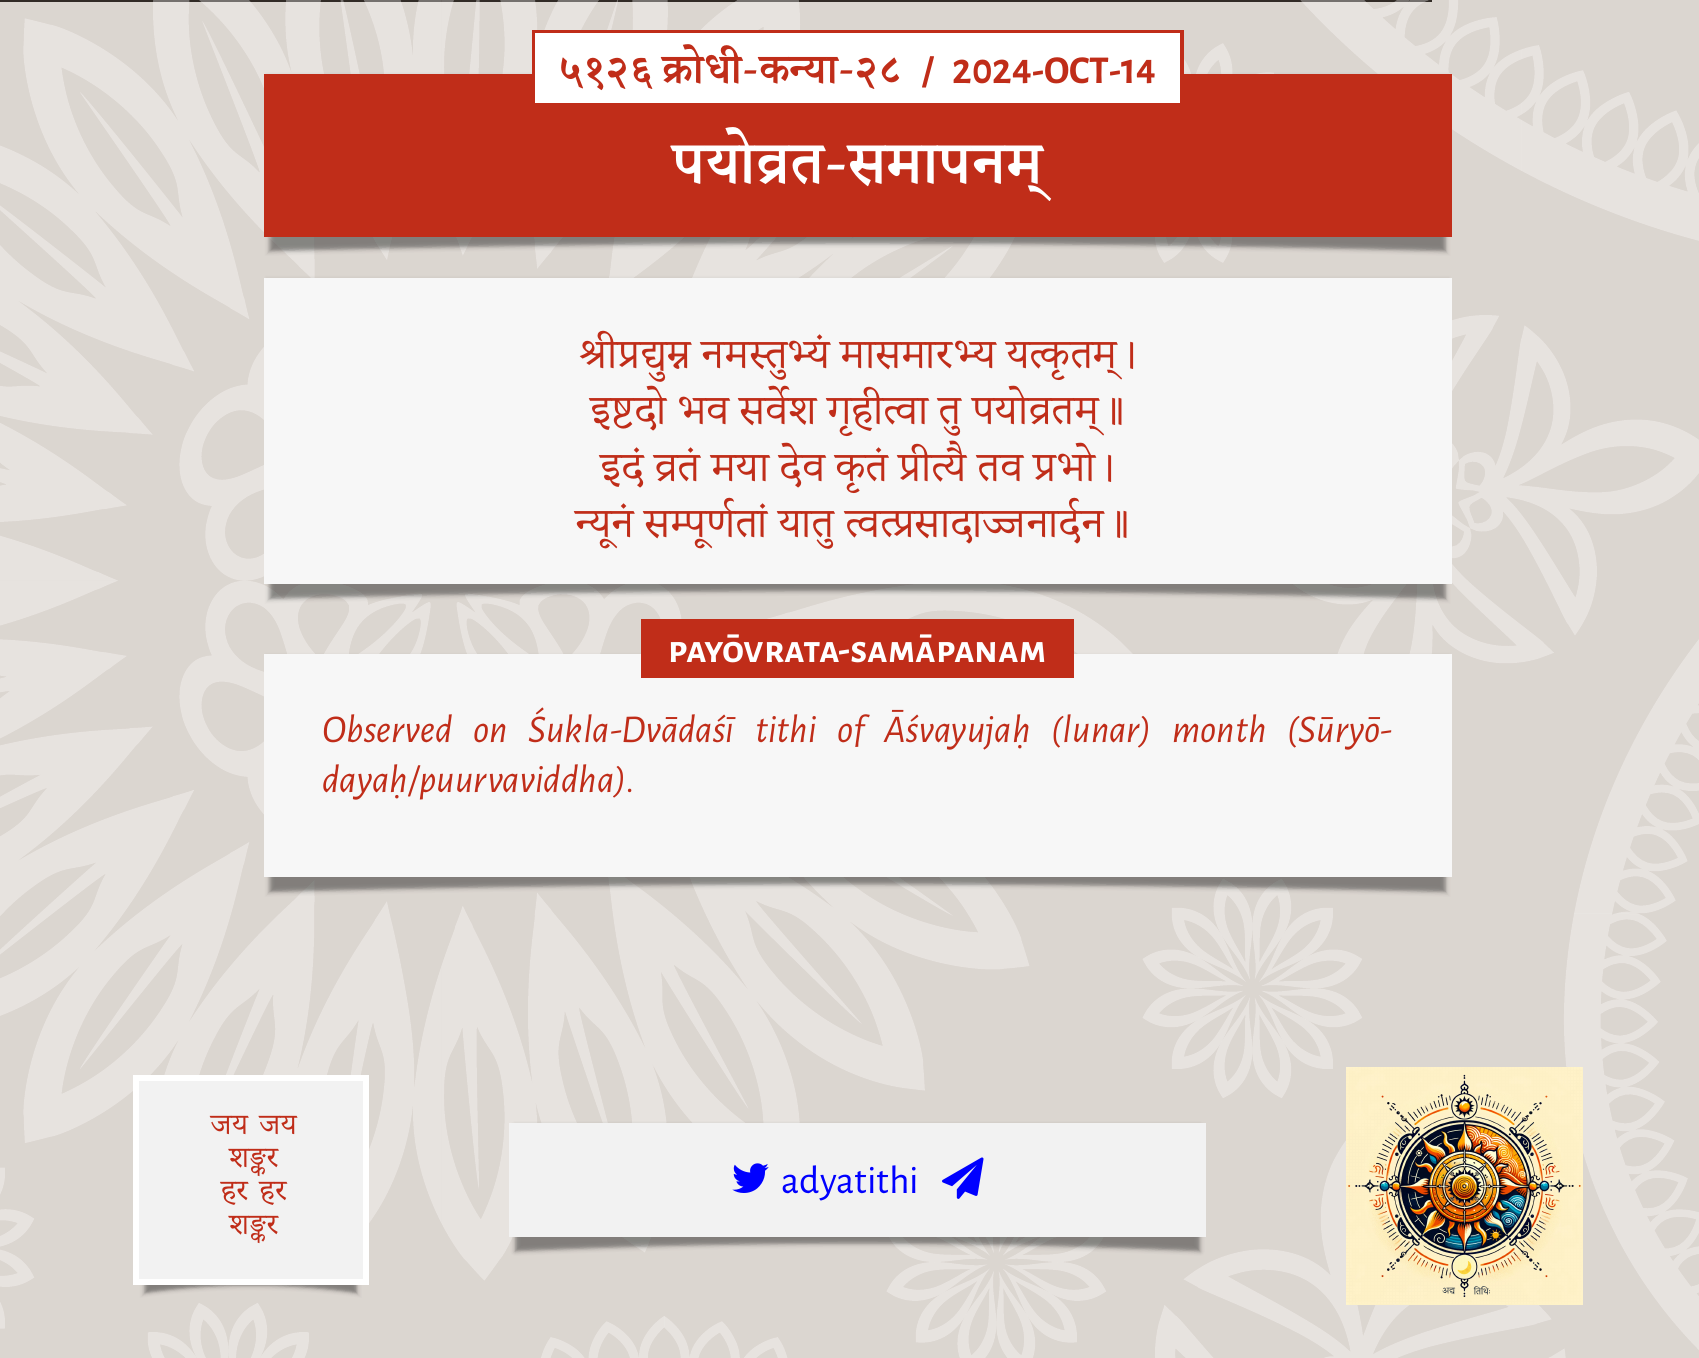 ५१२६ क्रोधी-कन्या-२८ / 2024-OCT-14
पयोव्रत-समापनम्
श्रीप्रद्युम्न नमस्तुभ्यं मासमारभ्य यत्कृतम्।
इष्टदो भव सर्वेश गृहीत्वा तु पयोव्रतम्॥
इदं व्रतं मया देव कृतं प्रीत्यै तव प्रभो।
न्यूनं सम्पूर्णतां यातु त्वत्प्रसादाज्जनार्दन॥
PAYŌVRATA-SAMĀPANAM
Observed on Śukla-Dvādaśī tithi of Āśvayujaḥ (lunar) month (Sūryō-
dayaḥ/puurvaviddha).
जय जय
शङ्कर
हर हर
शङ्कर
adyatithi
अद्य तिथिः